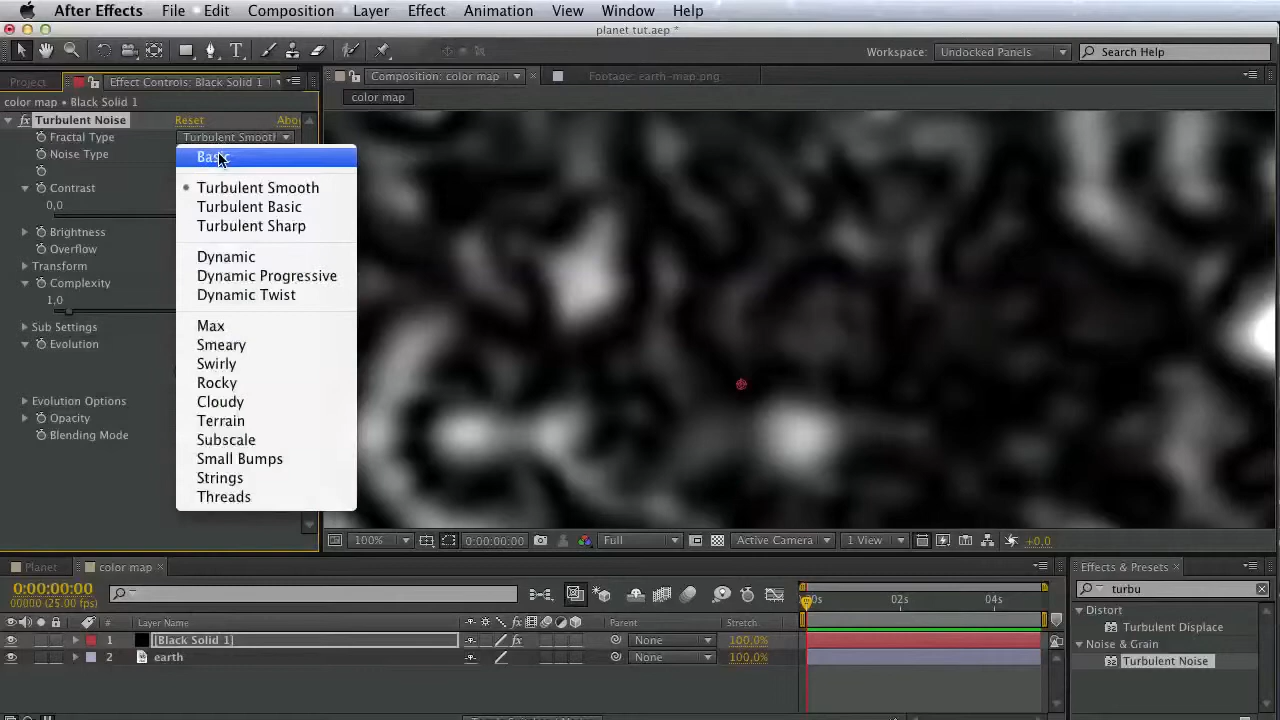 After Effects File Edit Composition Layer Effect Animation View Window Help
planet tut.aep *
Workspace: Undocked Panels Search Help
Project Effect Controls: Black Solid 1 Composition: color map Footage: earth-map.png
color map • Black Solid 1 color map
fx Turbulent Noise Reset Abou
Fractal Type Turbulent Smooth
Noise Type
Basic
Contrast
0,0
Turbulent Smooth
Turbulent Basic
Turbulent Sharp
Brightness
Overflow
Transform
Complexity
1,0
Dynamic
Dynamic Progressive
Dynamic Twist
Sub Settings
Evolution
Max
Smeary
Swirly
Rocky
Cloudy
Terrain
Subscale
Small Bumps
Strings
Threads
Evolution Options
Opacity
Blending Mode
100% 0:00:00:00 Full Active Camera 1 View +0,0
Planet color map Effects & Presets
0:00:00:00
00000 (25.00 fps)
turbu
00s 02s 04s
# Layer Name fx Parent Stretch
1 [Black Solid 1] fx None 100,0%
2 earth None 100,0%
Distort
Turbulent Displace
Noise & Grain
Turbulent Noise